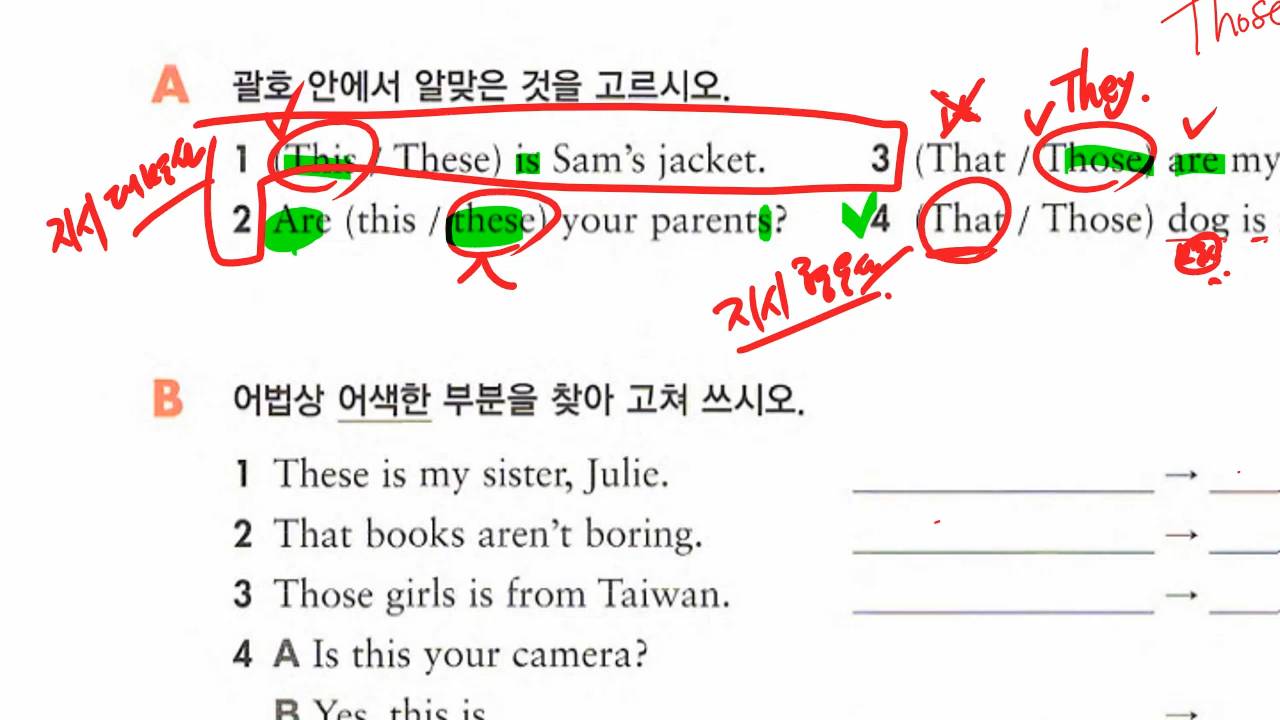 Those
A 괄호 안에서 알맞은 것을 고르시오.
They.
1 (This / These) is Sam's jacket.
2 Are (this / these) your parents?
지시 대명사
3 (That / Those) are my
4 (That / Those) dog is
지시 형용사
B 어법상 어색한 부분을 찾아 고쳐 쓰시오.
1 These is my sister, Julie. →
2 That books aren't boring. →
3 Those girls is from Taiwan. →
4 A Is this your camera?
B Yes, this is. →